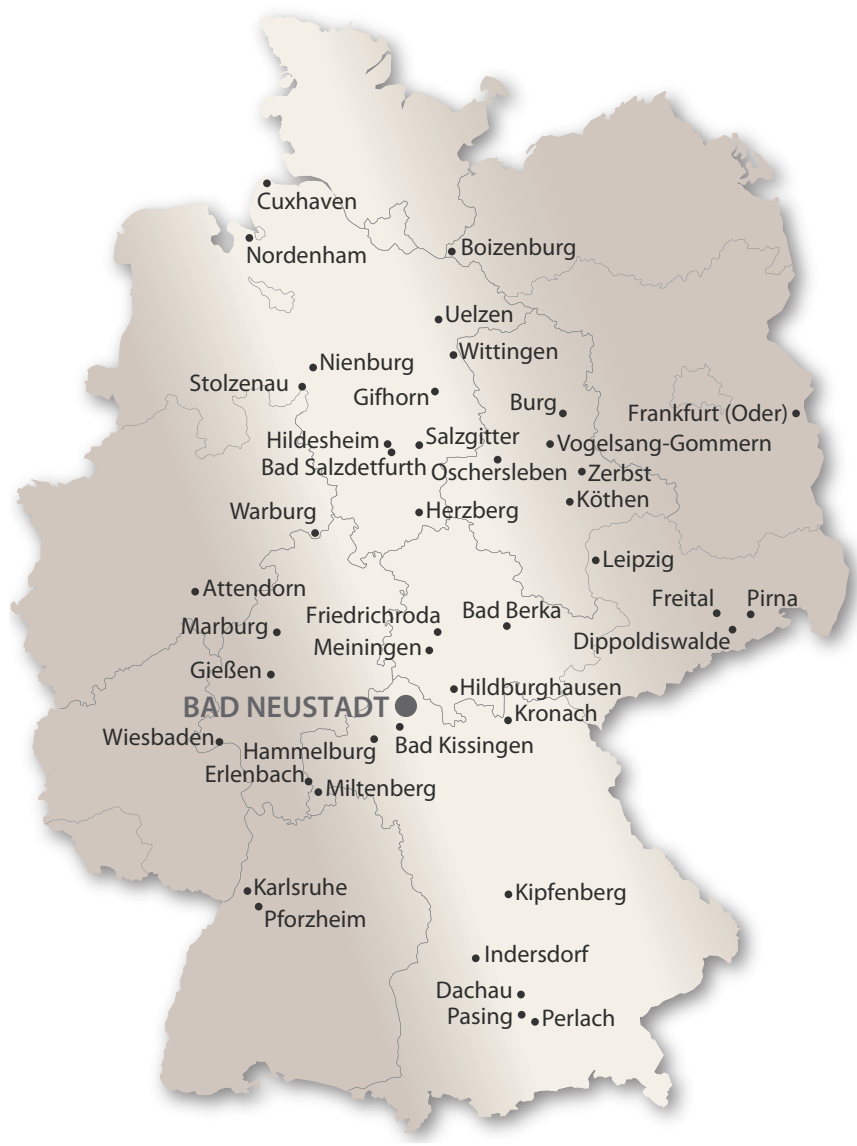 Cuxhaven
Nordenham
Boizenburg
Uelzen
Wittingen
Nienburg
Stolzenau
Gifhorn
Burg
Frankfurt (Oder)
Hildesheim
Salzgitter
Vogelsang-Gommern
Bad Salzdetfurth
Oschersleben
Zerbst
Köthen
Warburg
Herzberg
Leipzig
Attendorn
Friedrichroda
Bad Berka
Freital
Pirna
Marburg
Meiningen
Dippoldiswalde
Gießen
Hildburghausen
BAD NEUSTADT
Kronach
Wiesbaden
Hammelburg
Bad Kissingen
Erlenbach
Miltenberg
Karlsruhe
Kipfenberg
Pforzheim
Indersdorf
Dachau
Pasing
Perlach